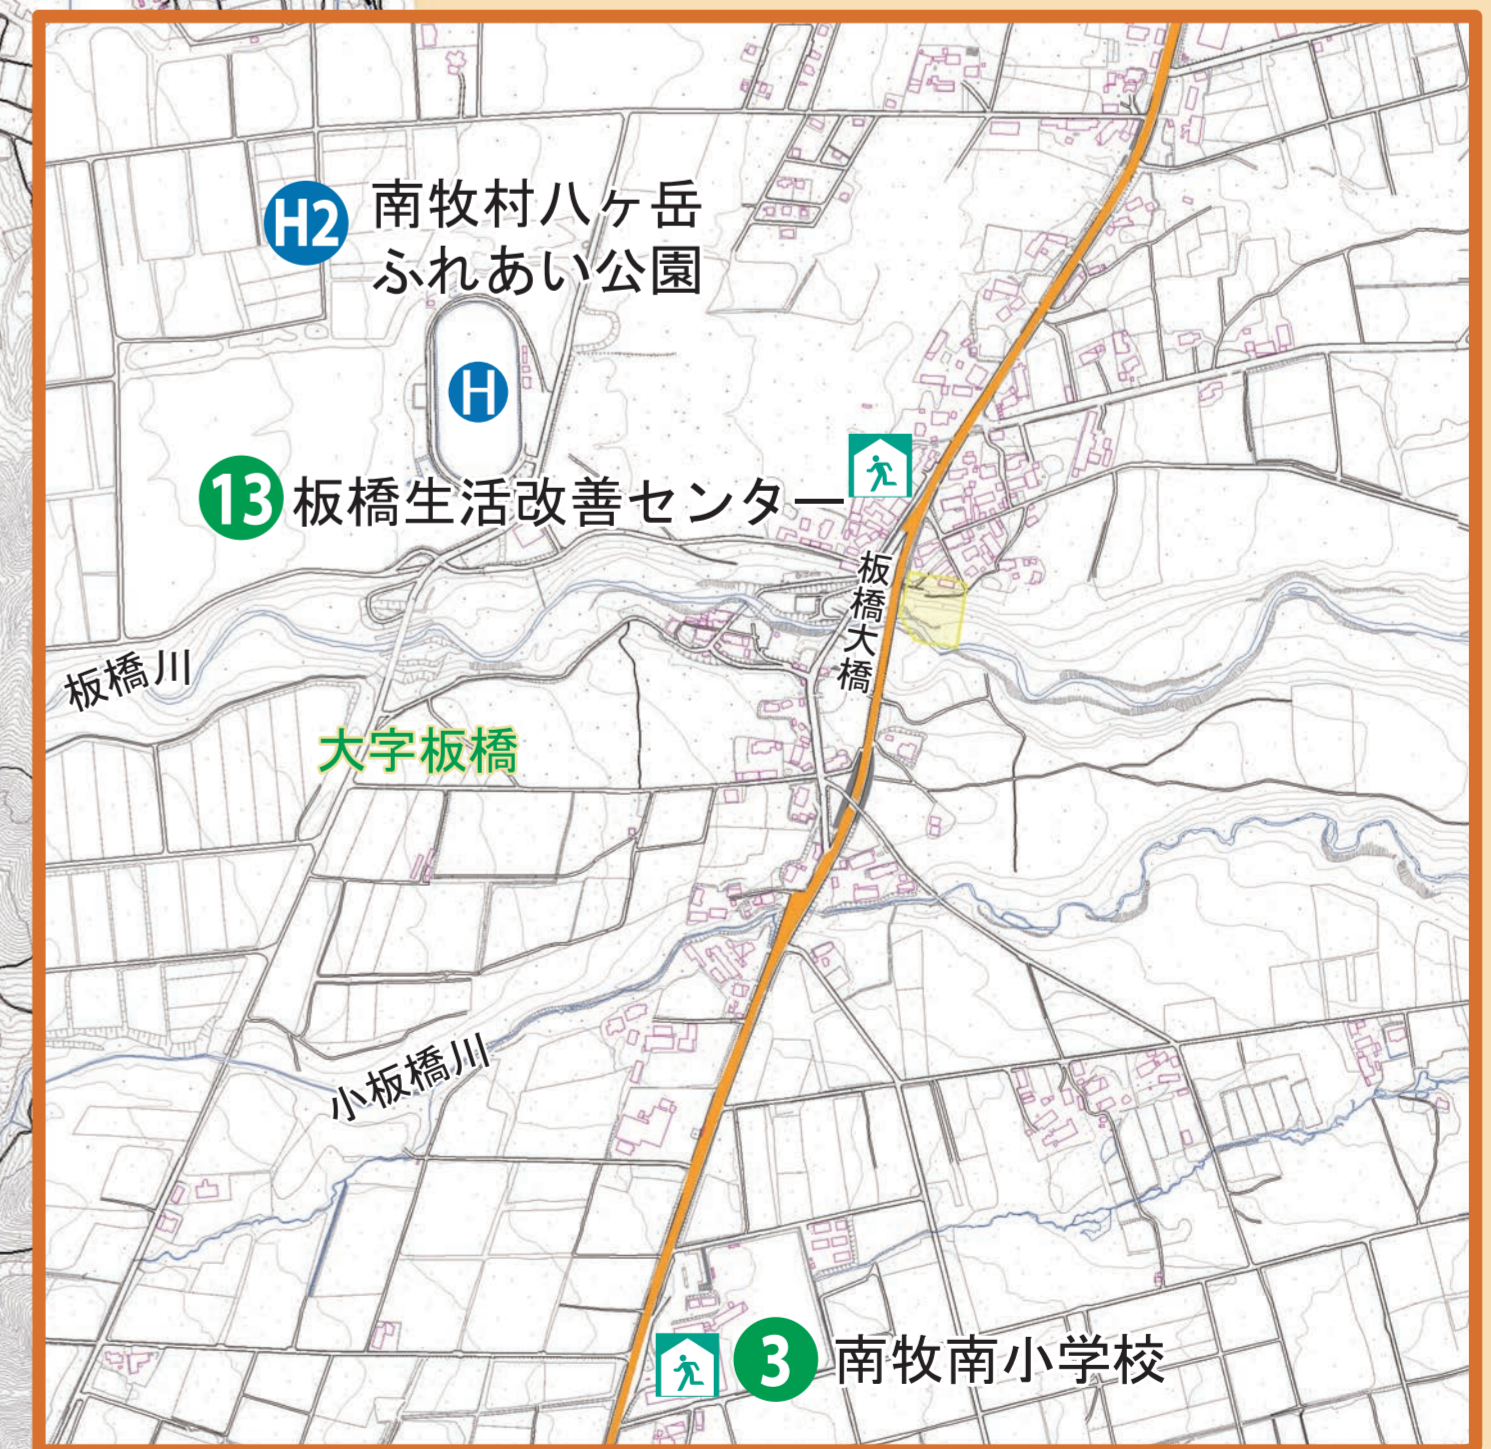 H2 南牧村八ヶ岳
ふれあい公園
H
13 板橋生活改善センター
板橋大橋
板橋川
大字板橋
小板橋川
3 南牧南小学校